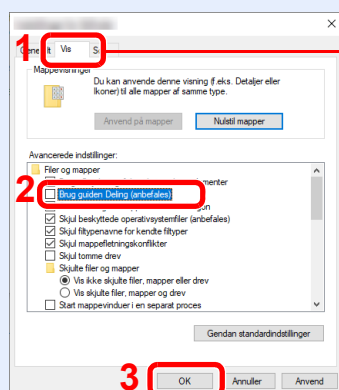 1
Vis
Du kan anvende denne visning (f.eks. Detaljer eller
Ikoner) til alle mapper af samme type.
Anvend på mapper
Nulstil mapper
Avancerede indstillinger:
Filer og mapper
2
Brug guiden Deling (anbefales)
Skjul beskyttede operativsystemfiler (anbefales)
Skjul filtypenavne for kendte filtyper
Skjul mappefletningskonflikter
Skjul tomme drev
Skjulte filer og mapper
Vis ikke skjulte filer, mapper eller drev
Vis skjulte filer, mapper og drev
Start mappevinduer i en separat proces
Gendan standardindstillinger
3
OK
Annuller
Anvend